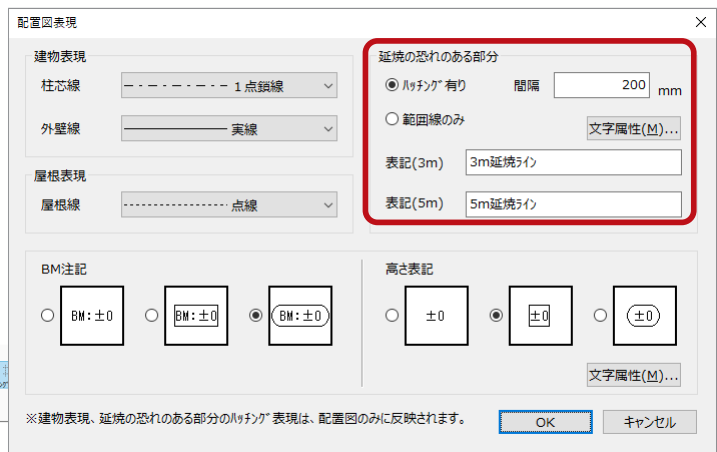 配置図表現
建物表現
柱芯線 1点鎖線
外壁線 実線
屋根表現
屋根線 点線
延焼の恐れのある部分
ﾊｯﾁﾝｸﾞ有り 間隔 200 mm
範囲線のみ
文字属性(M)...
表記(3m) 3m延焼ﾗｲﾝ
表記(5m) 5m延焼ﾗｲﾝ
BM注記
BM:±0 BM:±0 BM:±0
高さ表記
±0 ±0 ±0
文字属性(M)...
※建物表現、延焼の恐れのある部分のﾊｯﾁﾝｸﾞ表現は、配置図のみに反映されます。
OK キャンセル